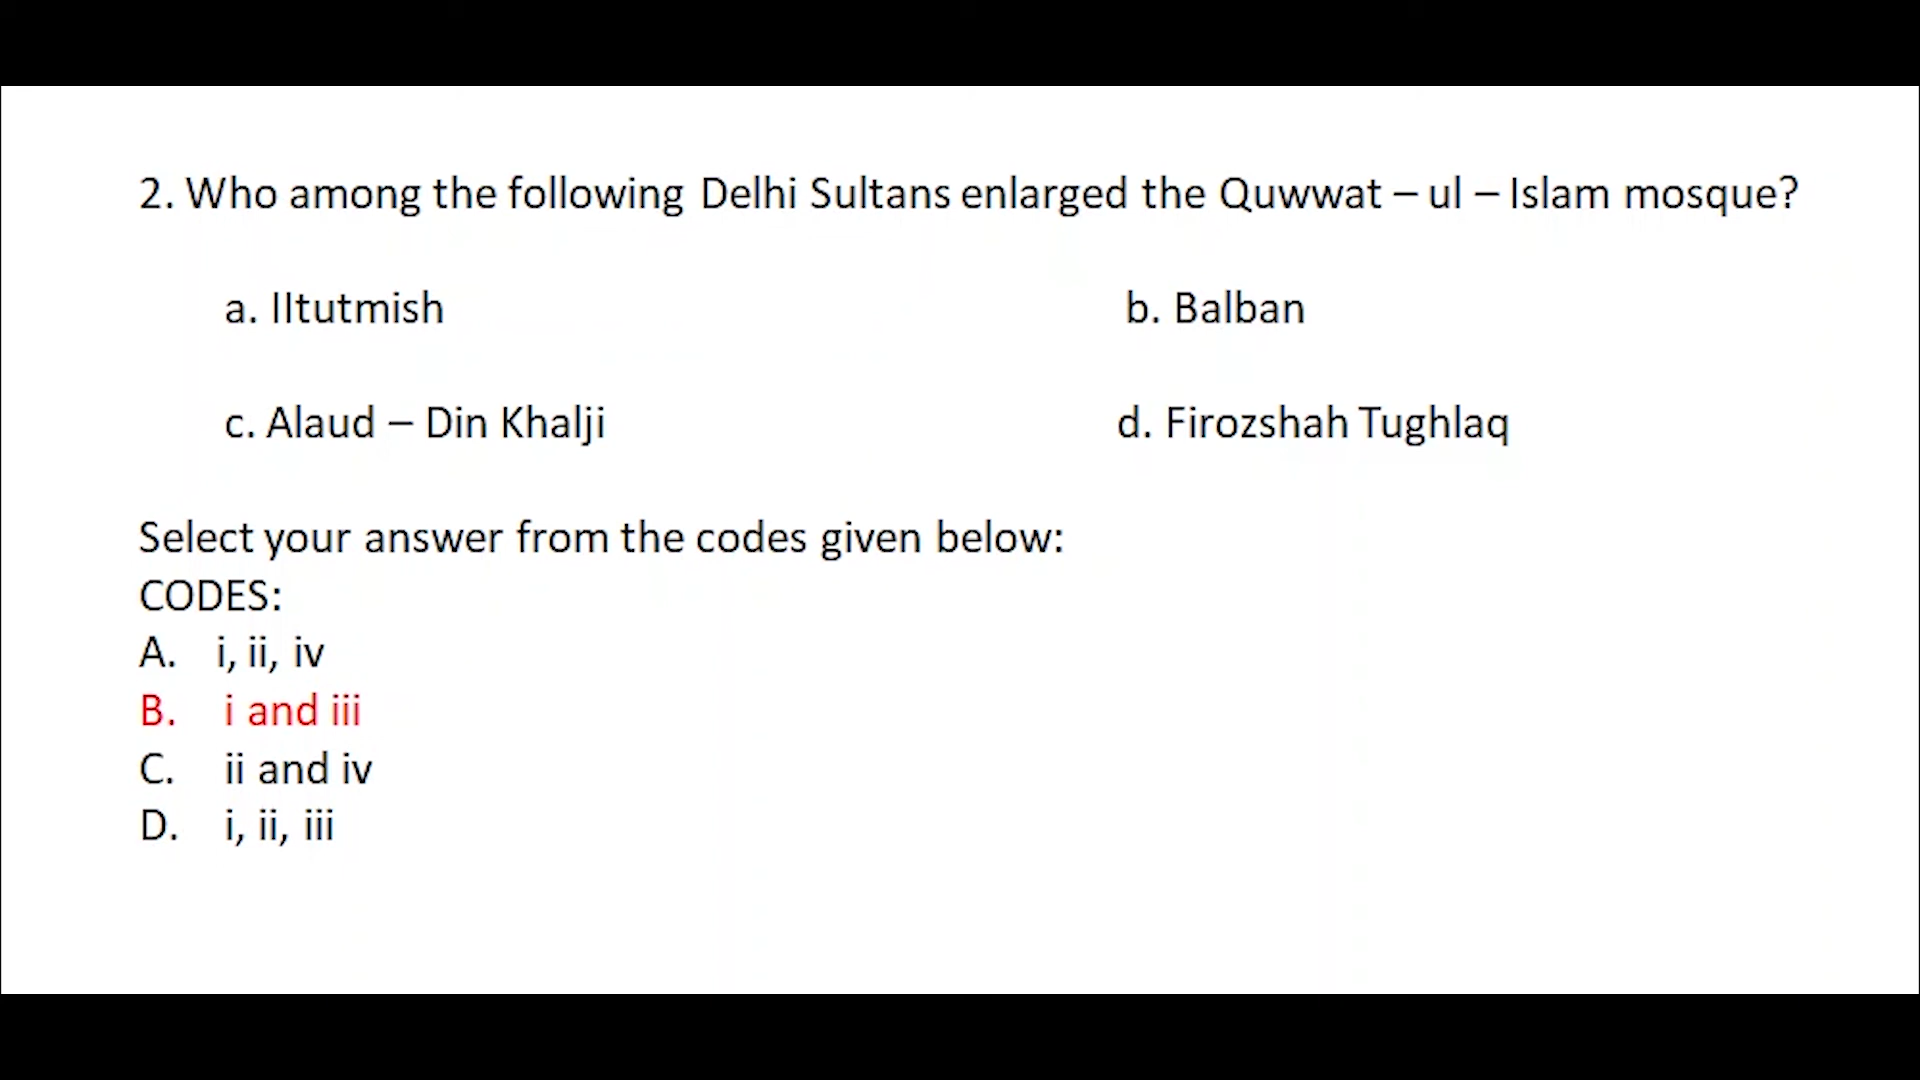 2. Who among the following Delhi Sultans enlarged the Quwwat – ul – Islam mosque?
a. IItutmish b. Balban
c. Alaud – Din Khalji d. Firozshah Tughlaq
Select your answer from the codes given below:
CODES:
A. i, ii, iv
B. i and iii
C. ii and iv
D. i, ii, iii